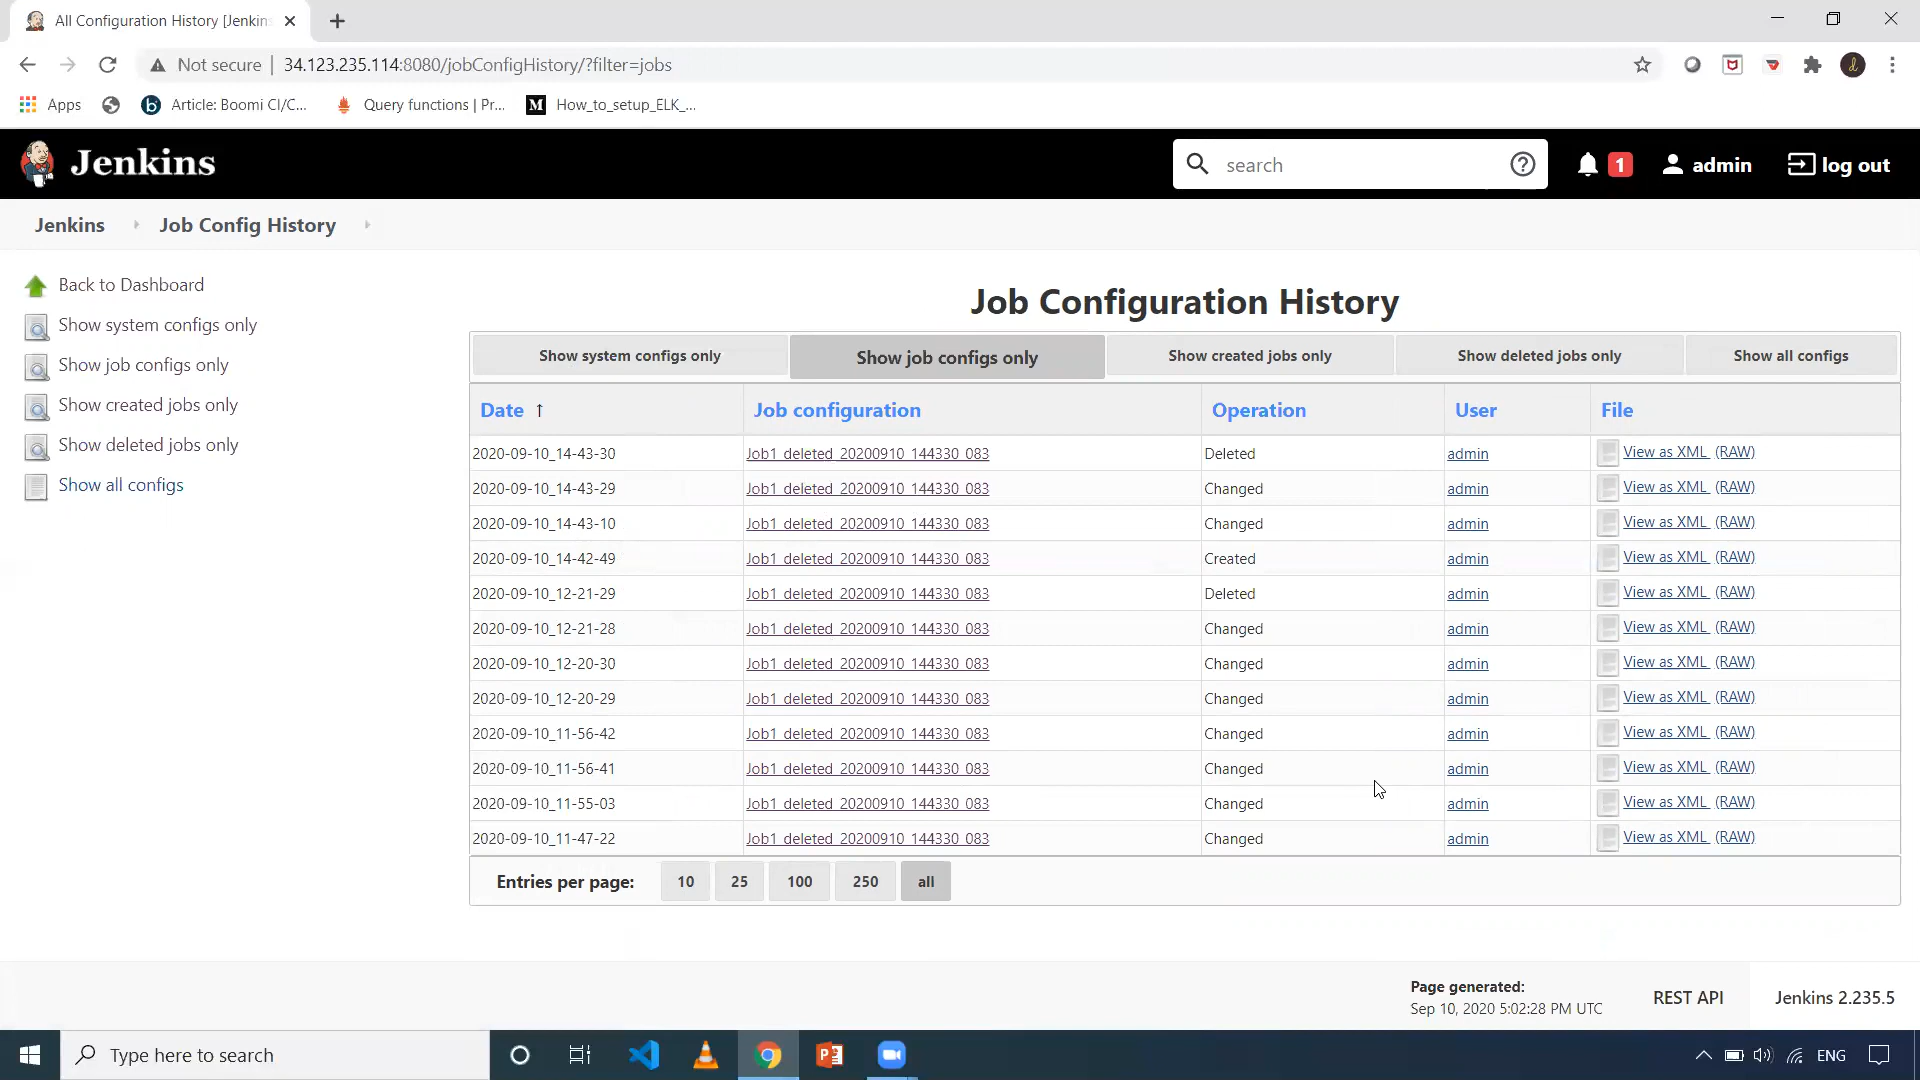 All Configuration History [Jenkins
Not secure | 34.123.235.114:8080/jobConfigHistory/?filter=jobs
Apps Article: Boomi CI/C... Query functions | Pr... How_to_setup_ELK_...
Jenkins search 1 admin log out
Jenkins Job Config History
Back to Dashboard
Show system configs only
Show job configs only
Show created jobs only
Show deleted jobs only
Show all configs
Job Configuration History
Show system configs only Show job configs only Show created jobs only Show deleted jobs only Show all configs
Date ↑ Job configuration Operation User File
2020-09-10_14-43-30 Job1_deleted_20200910_144330_083 Deleted admin View as XML (RAW)
2020-09-10_14-43-29 Job1_deleted_20200910_144330_083 Changed admin View as XML (RAW)
2020-09-10_14-43-10 Job1_deleted_20200910_144330_083 Changed admin View as XML (RAW)
2020-09-10_14-42-49 Job1_deleted_20200910_144330_083 Created admin View as XML (RAW)
2020-09-10_12-21-29 Job1_deleted_20200910_144330_083 Deleted admin View as XML (RAW)
2020-09-10_12-21-28 Job1_deleted_20200910_144330_083 Changed admin View as XML (RAW)
2020-09-10_12-20-30 Job1_deleted_20200910_144330_083 Changed admin View as XML (RAW)
2020-09-10_12-20-29 Job1_deleted_20200910_144330_083 Changed admin View as XML (RAW)
2020-09-10_11-56-42 Job1_deleted_20200910_144330_083 Changed admin View as XML (RAW)
2020-09-10_11-56-41 Job1_deleted_20200910_144330_083 Changed admin View as XML (RAW)
2020-09-10_11-55-03 Job1_deleted_20200910_144330_083 Changed admin View as XML (RAW)
2020-09-10_11-47-22 Job1_deleted_20200910_144330_083 Changed admin View as XML (RAW)
Entries per page: 10 25 100 250 all
Page generated:
Sep 10, 2020 5:02:28 PM UTC REST API Jenkins 2.235.5
Type here to search ENG